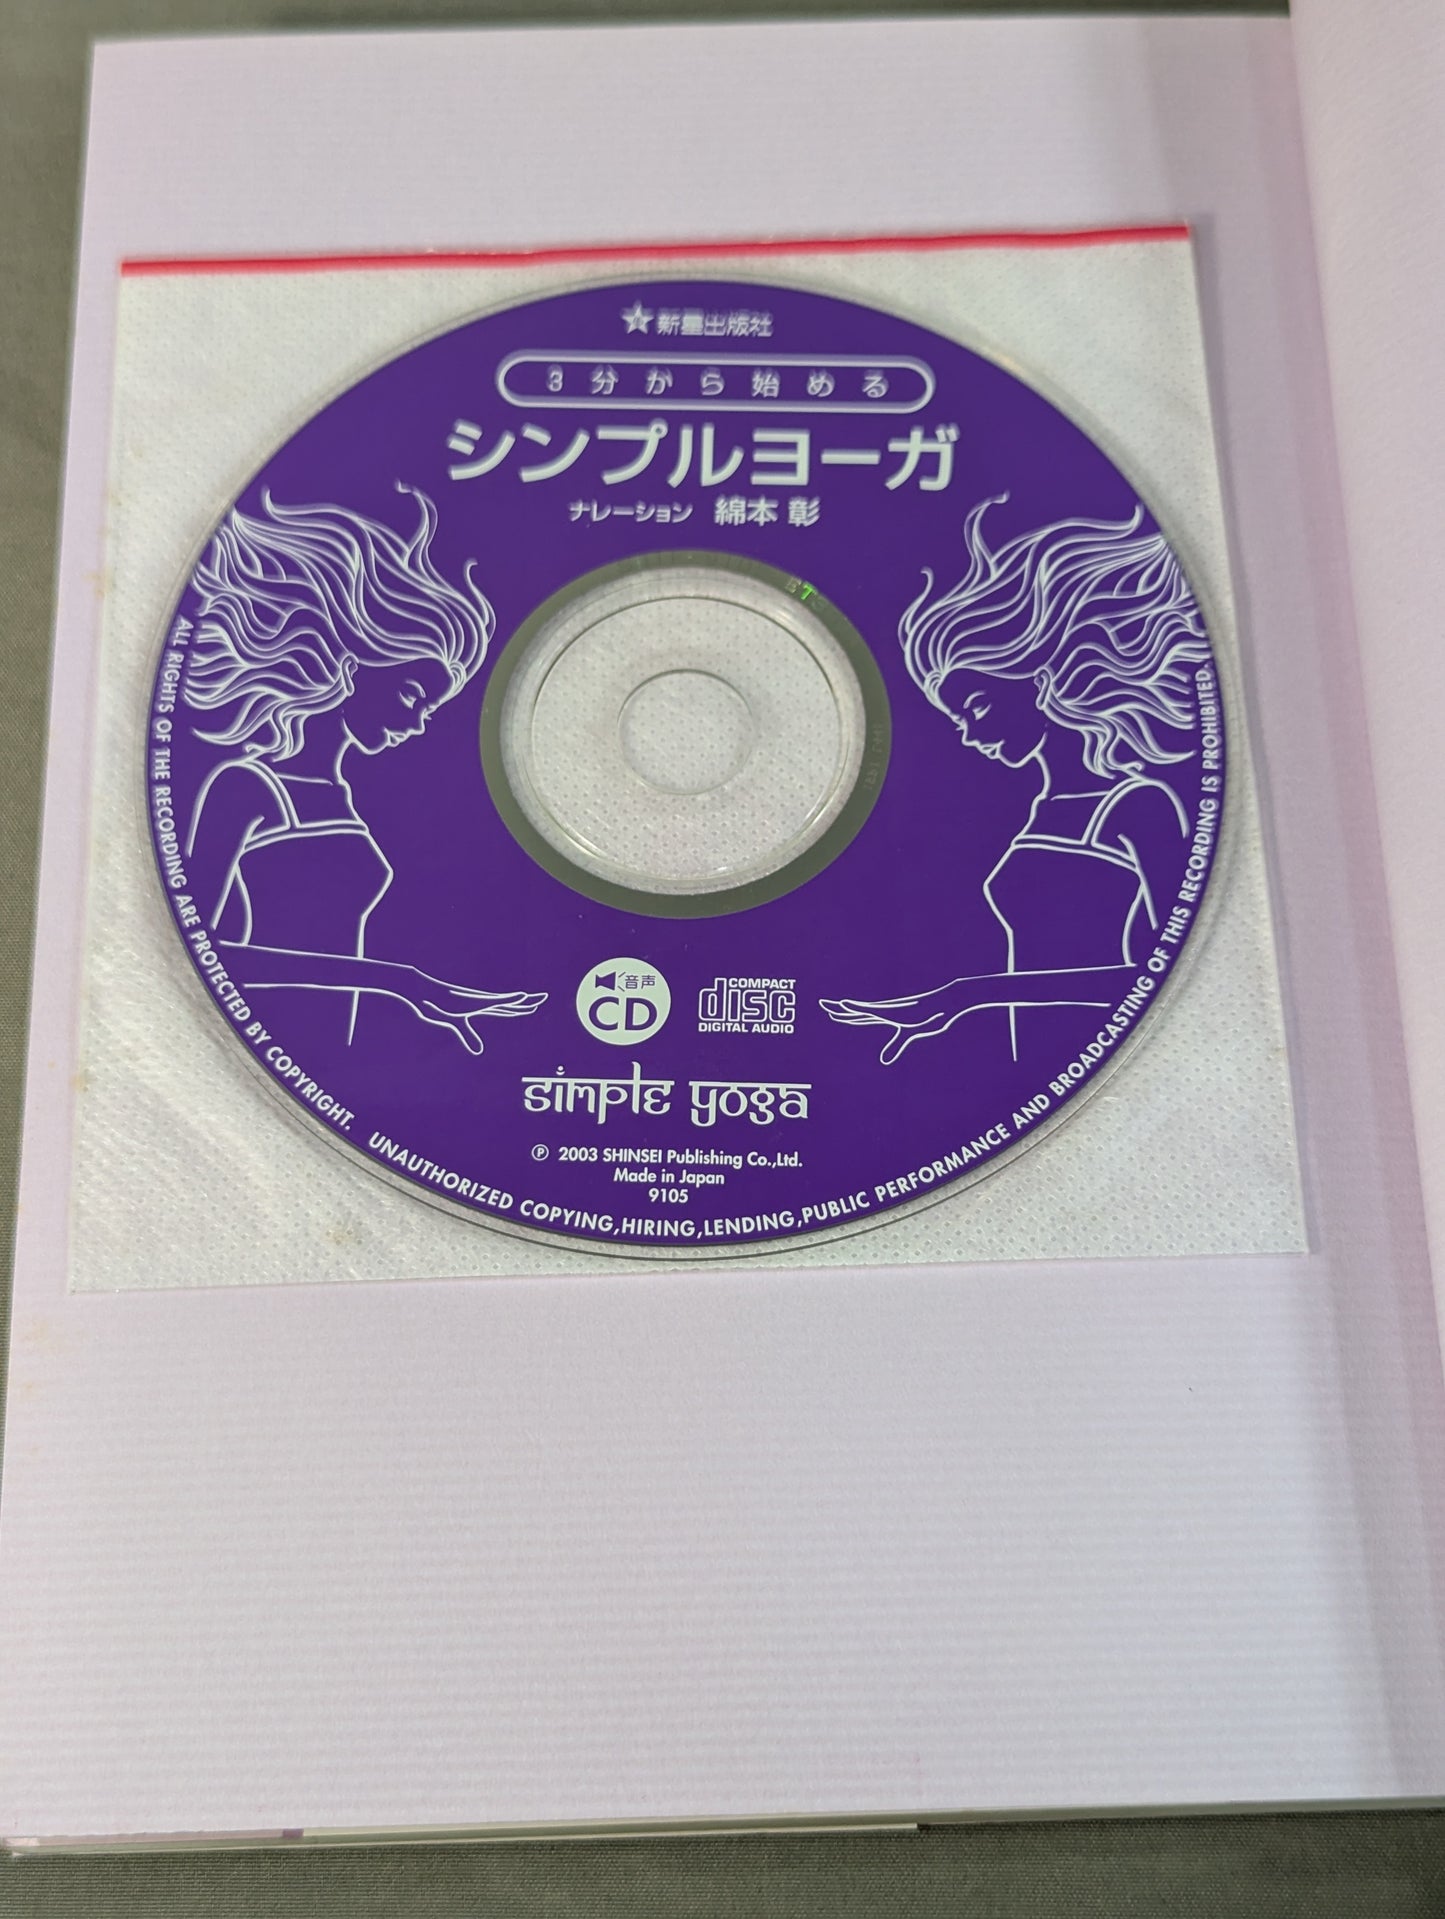 新星出版社
3分から始める
シンプルヨーガ
ナレーション 綿本 彰
音声
CD
COMPACT
disc
DIGITAL AUDIO
simple yoga
℗ 2003 SHINSEI Publishing Co.,Ltd.
Made in Japan
9105
ALL RIGHTS OF THE RECORDING ARE PROTECTED BY COPYRIGHT. UNAUTHORIZED COPYING,HIRING,LENDING,PUBLIC PERFORMANCE AND BROADCASTING OF THIS RECORDING IS PROHIBITED.